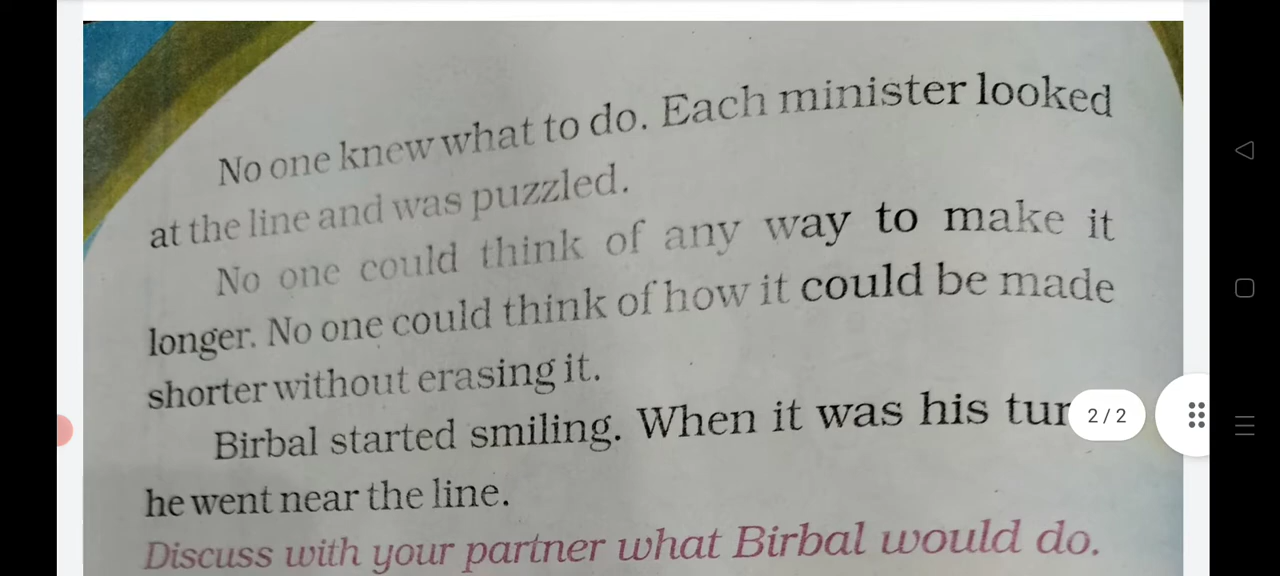 No one knew what to do. Each minister looked
at the line and was puzzled.
No one could think of any way to make it
longer. No one could think of how it could be made
shorter without erasing it.
Birbal started smiling. When it was his
2/2
he went near the line.
Discuss with your partner what Birbal would do.